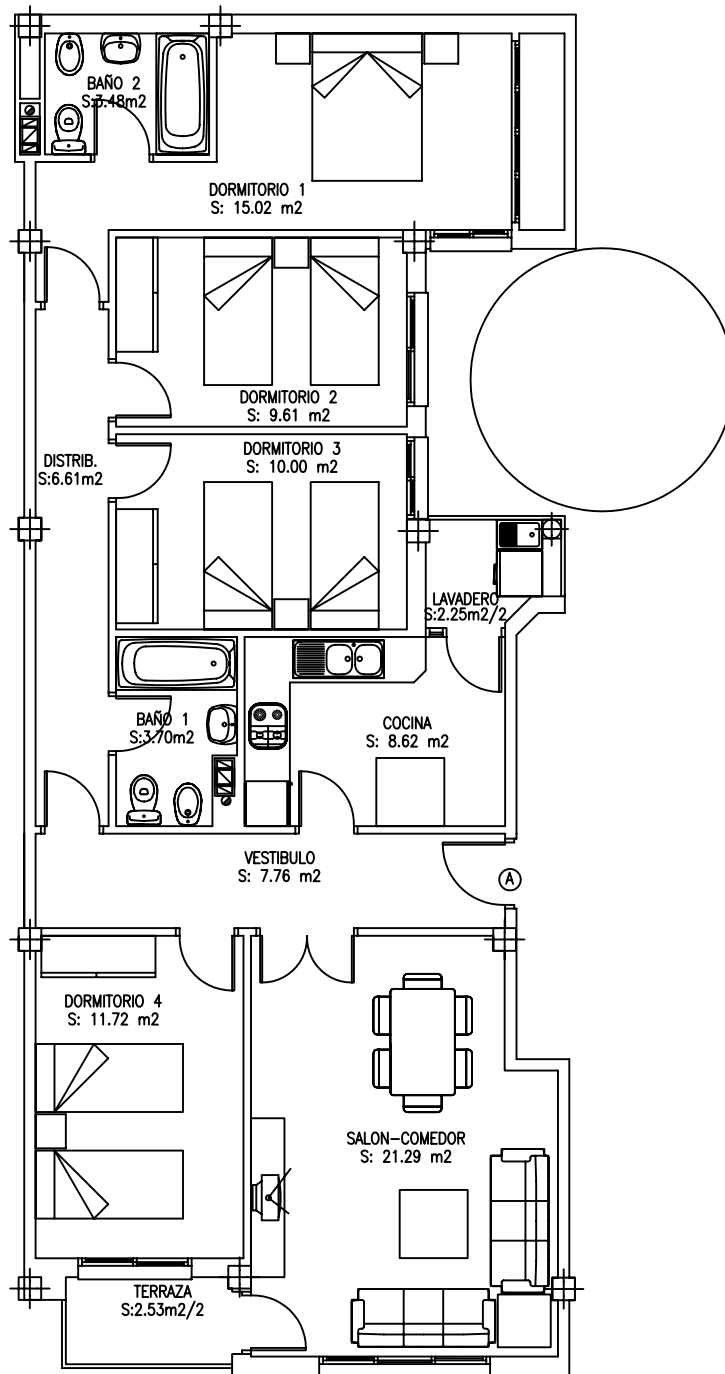 BAÑO 2
S:3.48m2
DORMITORIO 1
S: 15.02 m2
DORMITORIO 2
S: 9.61 m2
DORMITORIO 3
S: 10.00 m2
DISTRIB.
S:6.61m2
LAVADERO
S:2.25m2/2
BAÑO 1
S:3.70m2
COCINA
S: 8.62 m2
VESTIBULO
S: 7.76 m2
A
DORMITORIO 4
S: 11.72 m2
SALON-COMEDOR
S: 21.29 m2
TERRAZA
S:2.53m2/2